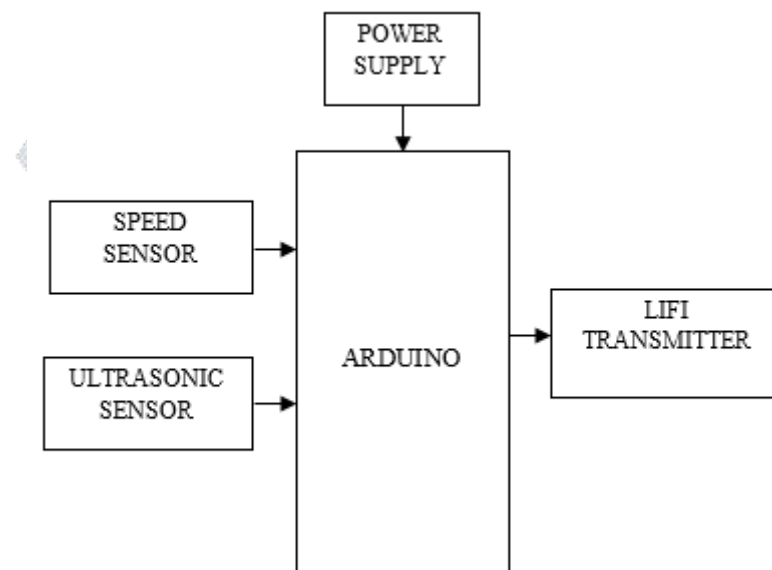 POWER
SUPPLY
SPEED
SENSOR
LIFI
TRANSMITTER
ARDUINO
ULTRASONIC
SENSOR